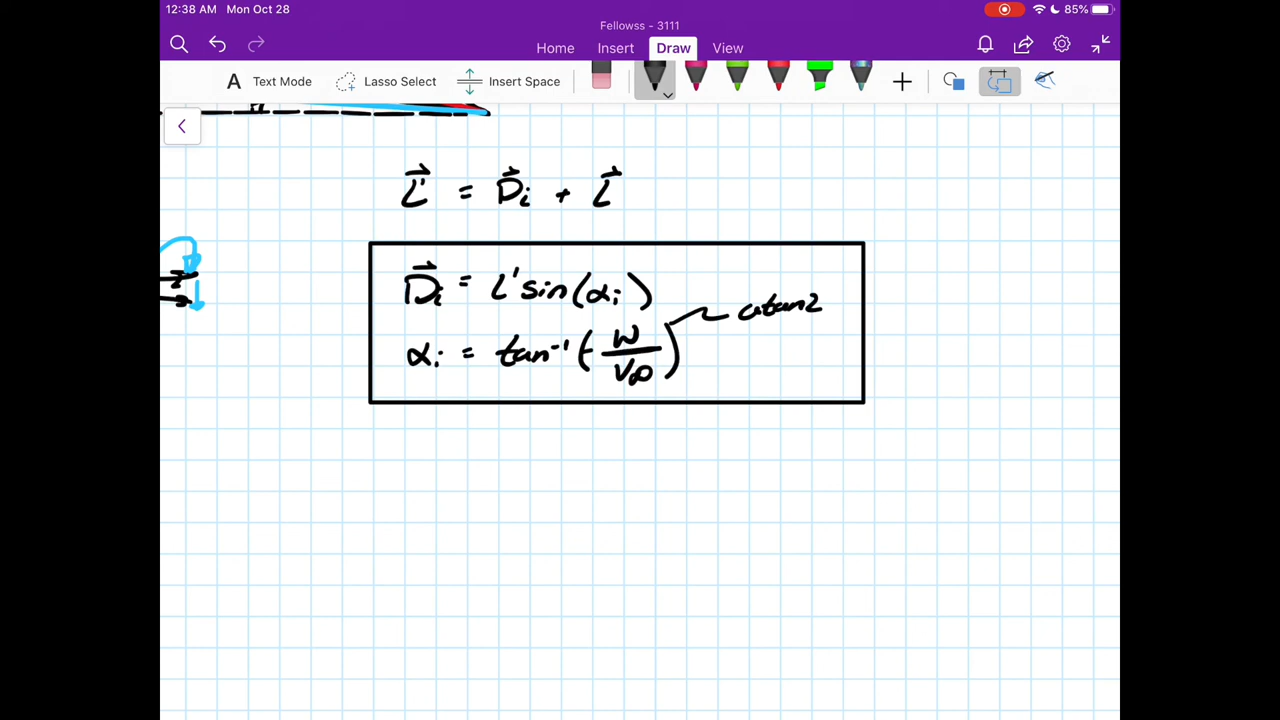 12:38 AM Mon Oct 28 85%
Fellowss - 3111
Home Insert Draw View
A Text Mode Lasso Select Insert Space
L⃗' = D⃗i + L⃗
D⃗i = L' sin(αi)
atan2
αi = tan⁻¹(-W/V∞)